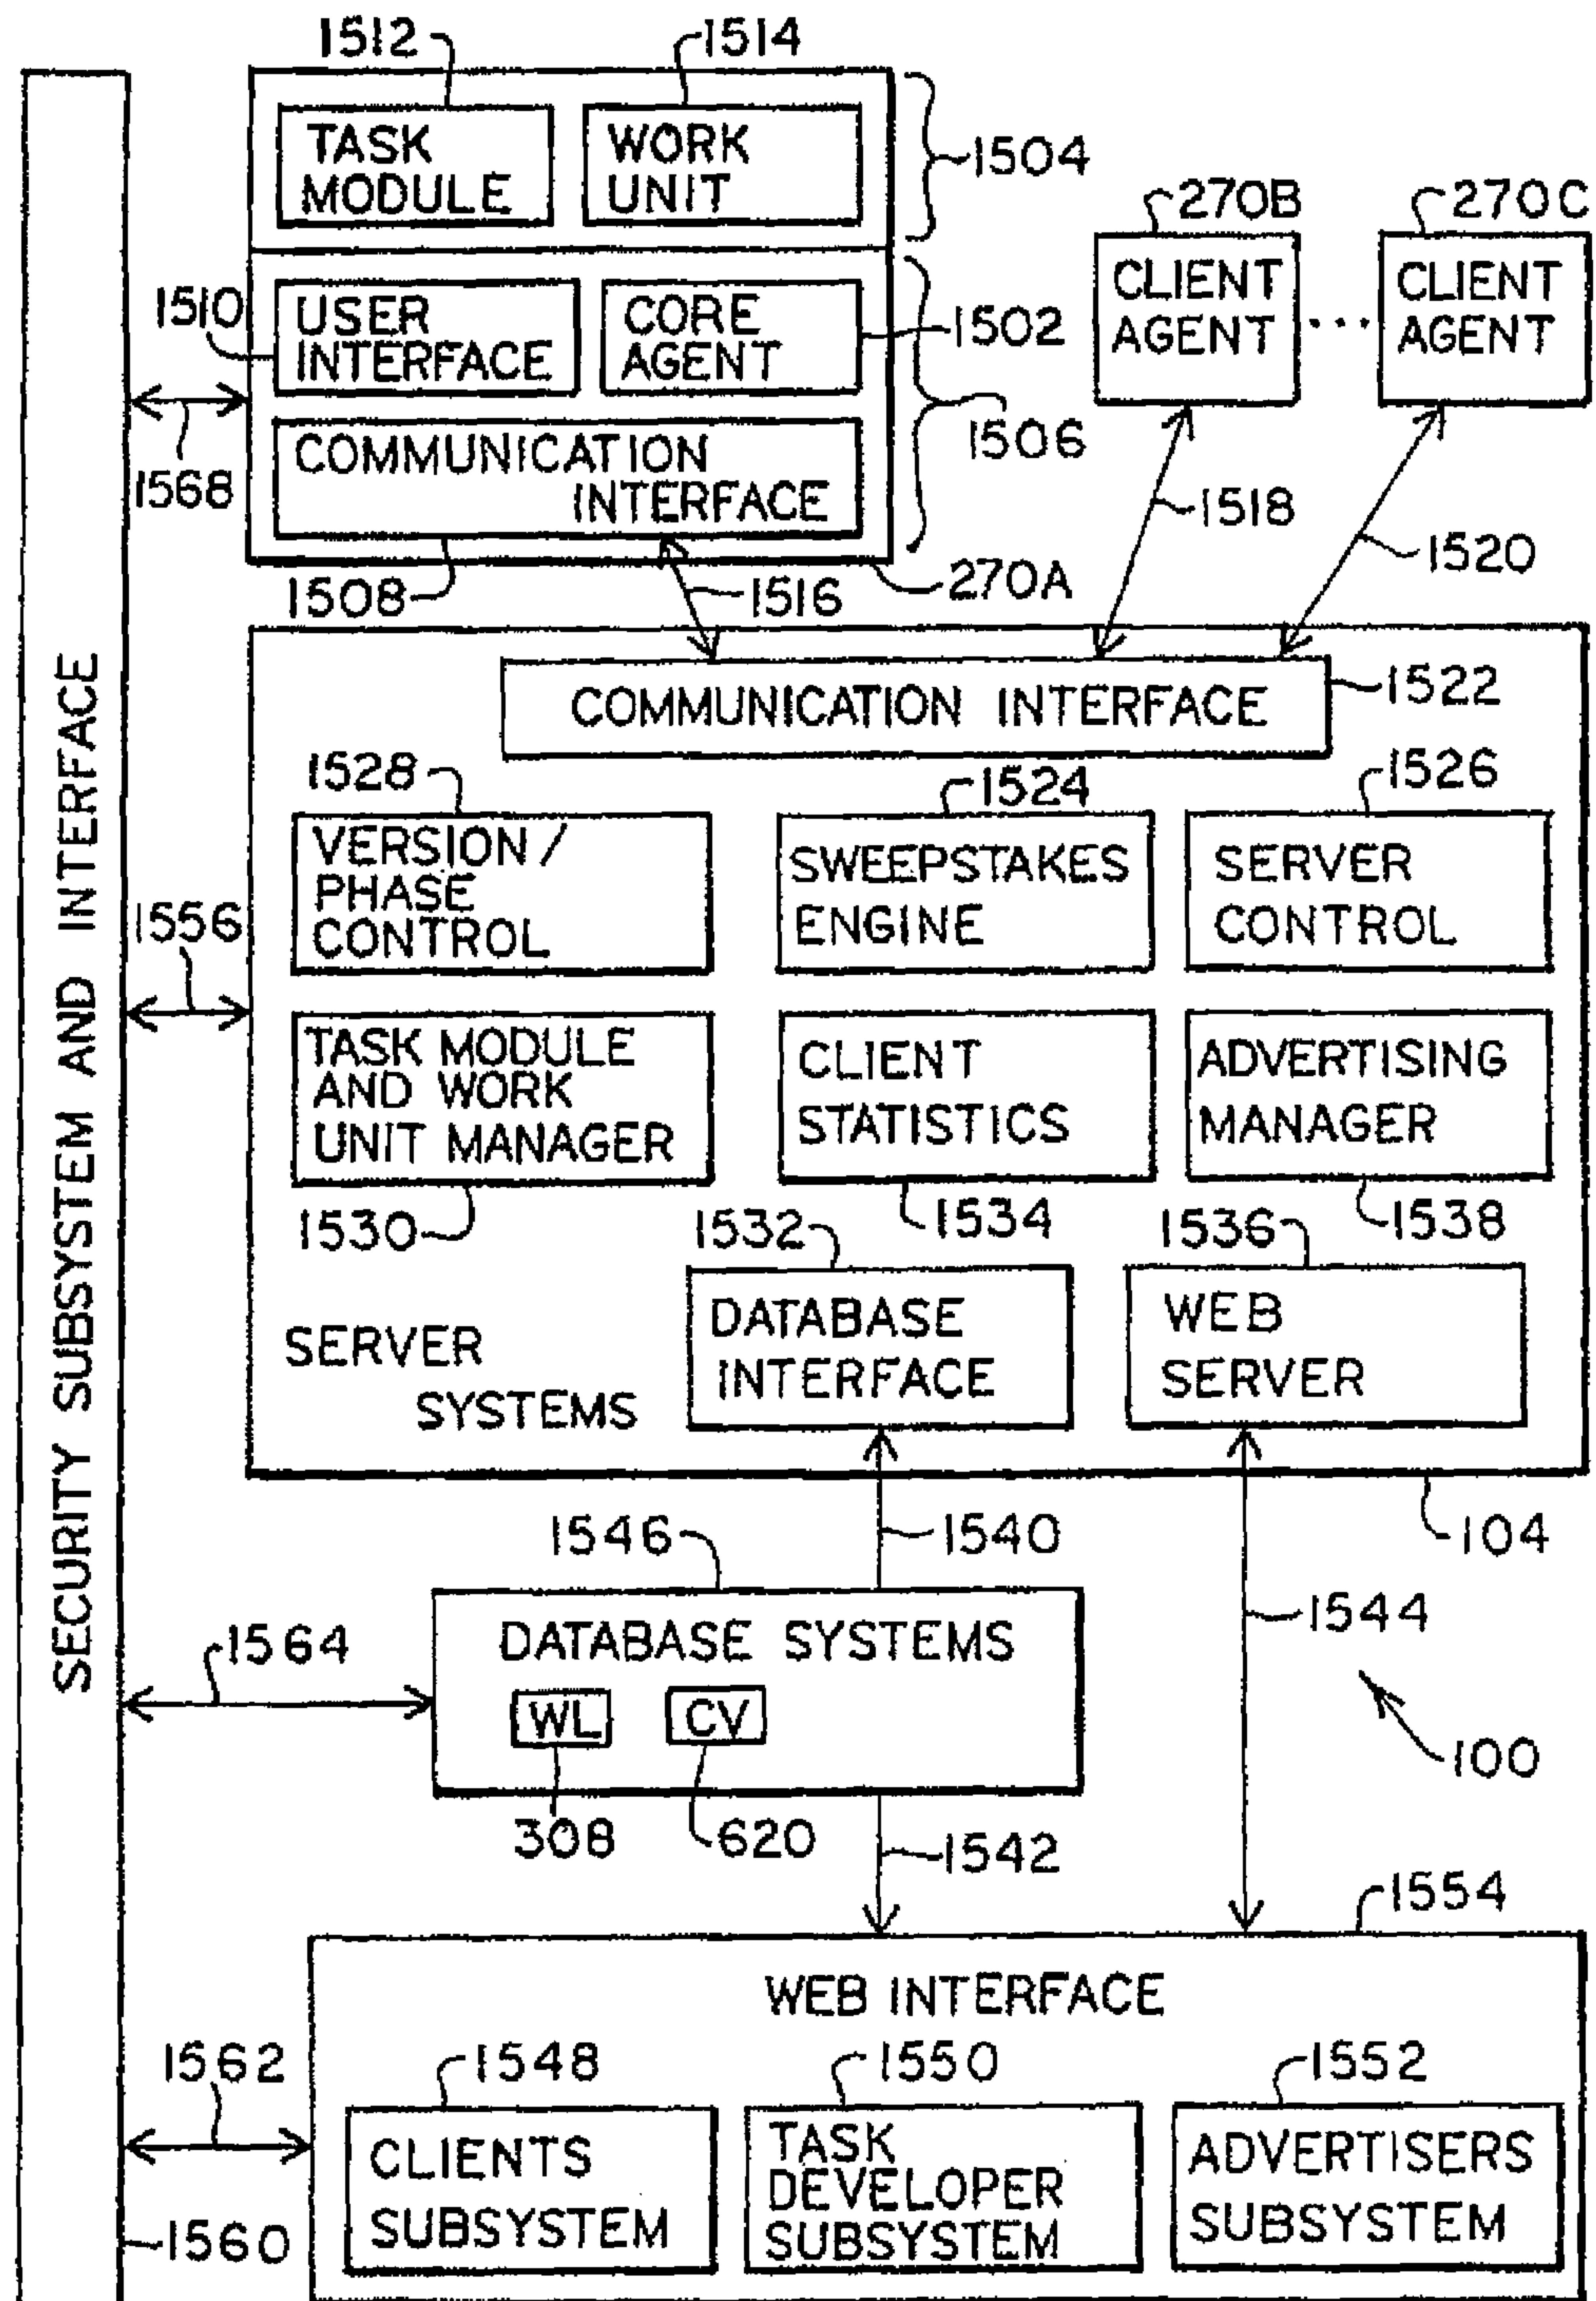 1512
1514
TASK
MODULE
WORK
UNIT
1504
270B
270C
CLIENT
AGENT
...
CLIENT
AGENT
1510
USER
INTERFACE
CORE
AGENT
1502
1506
COMMUNICATION
INTERFACE
1568
1518
1520
1508
1516
270A
SECURITY SUBSYSTEM AND INTERFACE
COMMUNICATION INTERFACE
1522
1528
1524
1526
VERSION/
PHASE
CONTROL
SWEEPSTAKES
ENGINE
SERVER
CONTROL
1556
TASK MODULE
AND WORK
UNIT MANAGER
CLIENT
STATISTICS
ADVERTISING
MANAGER
1530
1532
1534
1536
1538
SERVER
SYSTEMS
DATABASE
INTERFACE
WEB
SERVER
1546
1540
104
1544
DATABASE SYSTEMS
1564
WL
CV
100
308
620
1542
1554
WEB INTERFACE
1562
1548
1550
1552
CLIENTS
SUBSYSTEM
TASK
DEVELOPER
SUBSYSTEM
ADVERTISERS
SUBSYSTEM
1560